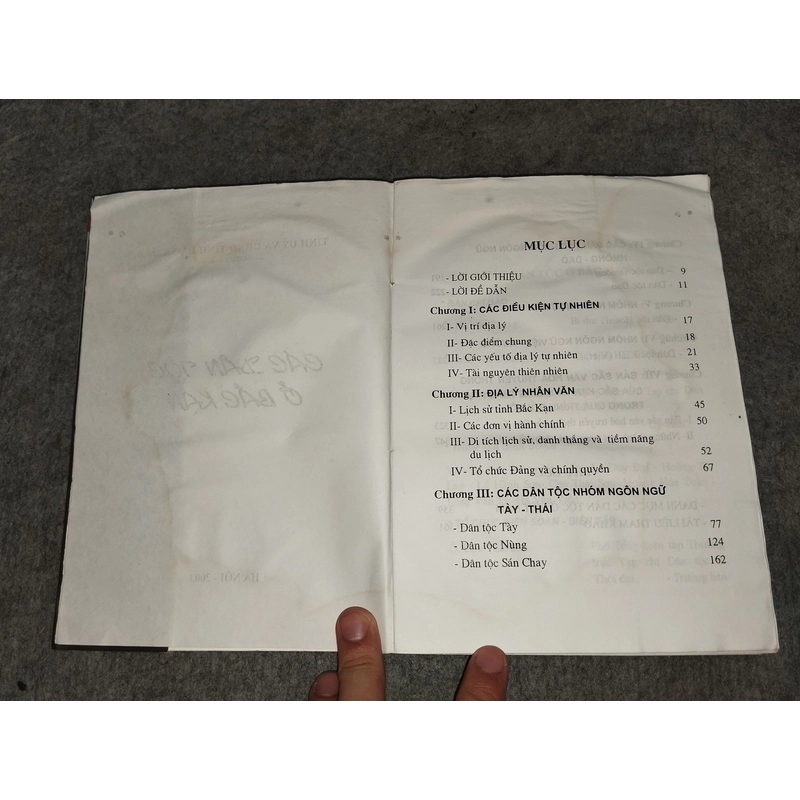 MỤC LỤC
- LỜI GIỚI THIỆU 9
- LỜI ĐỀ DẪN 11
Chương I: CÁC ĐIỀU KIỆN TỰ NHIÊN
I- Vị trí địa lý 17
II- Đăc điểm chung 18
III- Các yếu tố địa lý tự nhiên 21
IV- Tài nguyên thiên nhiên 33
Chương II: ĐỊA LÝ NHÂN VĂN
I- Lịch sử tỉnh Bắc Kạn 45
II- Các đơn vị hành chính 50
III- Di tích lịch sử, danh thắng và tiềm năng
du lịch 52
IV- Tổ chức Đảng và chính quyền 67
Chương III: CÁC DÂN TỘC NHÓM NGÔN NGỮ
TÀY - THÁI
- Dân tộc Tày 77
- Dân tộc Nùng 124
- Dân tộc Sán Chay 162